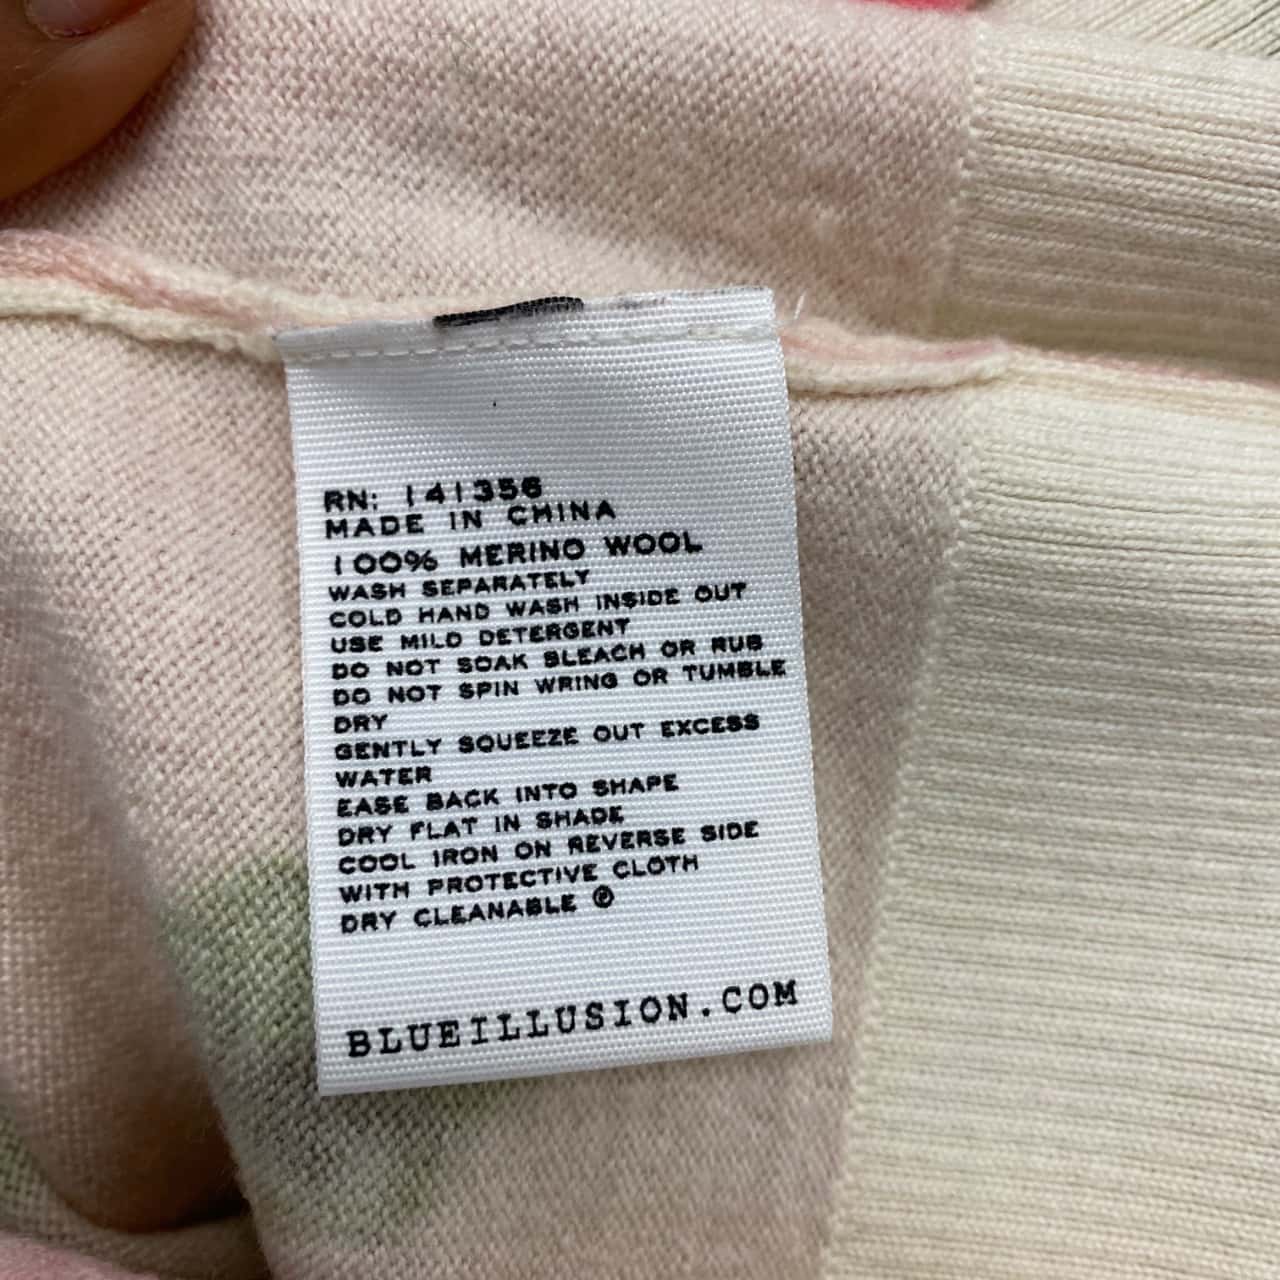 RN: 141356
MADE IN CHINA
100% MERINO WOOL
WASH SEPARATELY
COLD HAND WASH INSIDE OUT
USE MILD DETERGENT
DO NOT SOAK BLEACH OR RUB
DO NOT SPIN WRING OR TUMBLE
DRY
GENTLY SQUEEZE OUT EXCESS
WATER
EASE BACK INTO SHAPE
DRY FLAT IN SHADE
COOL IRON ON REVERSE SIDE
WITH PROTECTIVE CLOTH
DRY CLEANABLE Ⓟ
BLUEILLUSION.COM